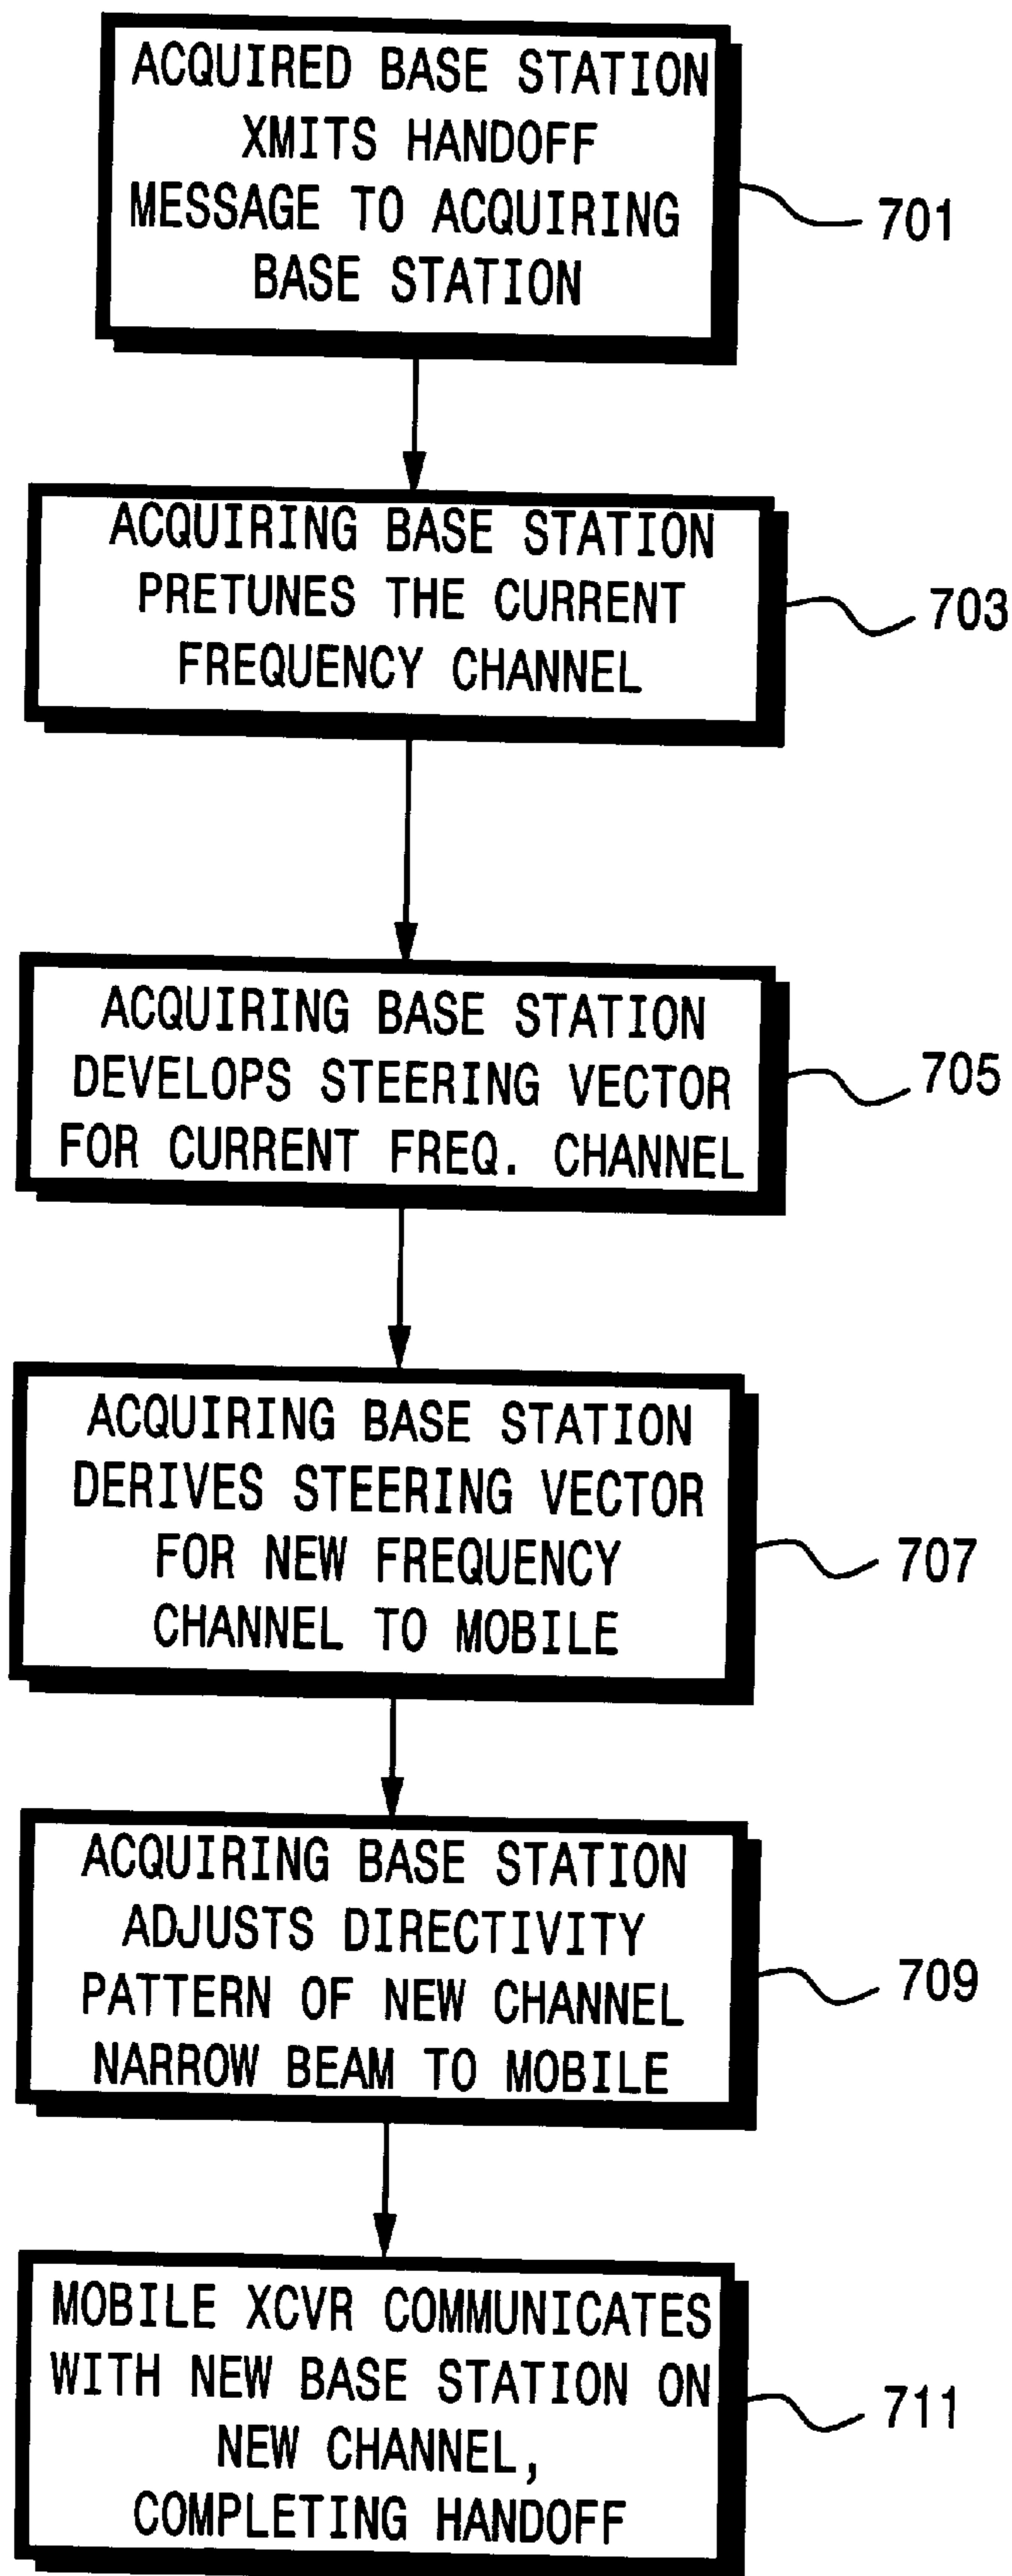 ACQUIRED BASE STATION
XMITS HANDOFF
MESSAGE TO ACQUIRING
BASE STATION
701
ACQUIRING BASE STATION
PRETUNES THE CURRENT
FREQUENCY CHANNEL
703
ACQUIRING BASE STATION
DEVELOPS STEERING VECTOR
FOR CURRENT FREQ. CHANNEL
705
ACQUIRING BASE STATION
DERIVES STEERING VECTOR
FOR NEW FREQUENCY
CHANNEL TO MOBILE
707
ACQUIRING BASE STATION
ADJUSTS DIRECTIVITY
PATTERN OF NEW CHANNEL
NARROW BEAM TO MOBILE
709
MOBILE XCVR COMMUNICATES
WITH NEW BASE STATION ON
NEW CHANNEL,
COMPLETING HANDOFF
711